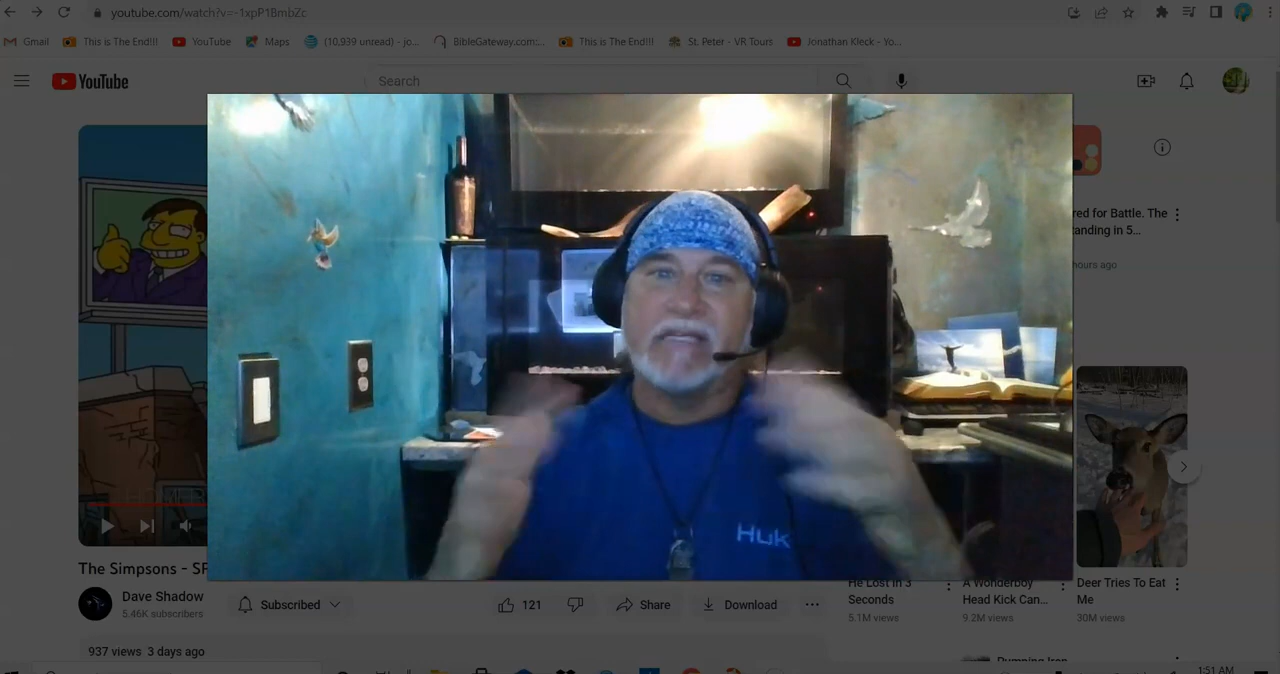 youtube.com/watch?v=-1xpP1BmbZc
Gmail
This is The End!!!
YouTube
Maps
(10,939 unread) - jo...
BibleGateway.com:...
This is The End!!!
St. Peter - VR Tours
Jonathan Kleck - Yo...
YouTube
Search
red for Battle. The
tanding in 5...
hours ago
Huk
The Simpsons - SF
Dave Shadow
5.46K subscribers
Subscribed
121
Share
Download
He Lost in 3
Seconds
5.1M views
A Wonderboy
Head Kick Can...
9.2M views
Deer Tries To Eat
Me
30M views
937 views 3 days ago
Pumping Iron
1:51 AM